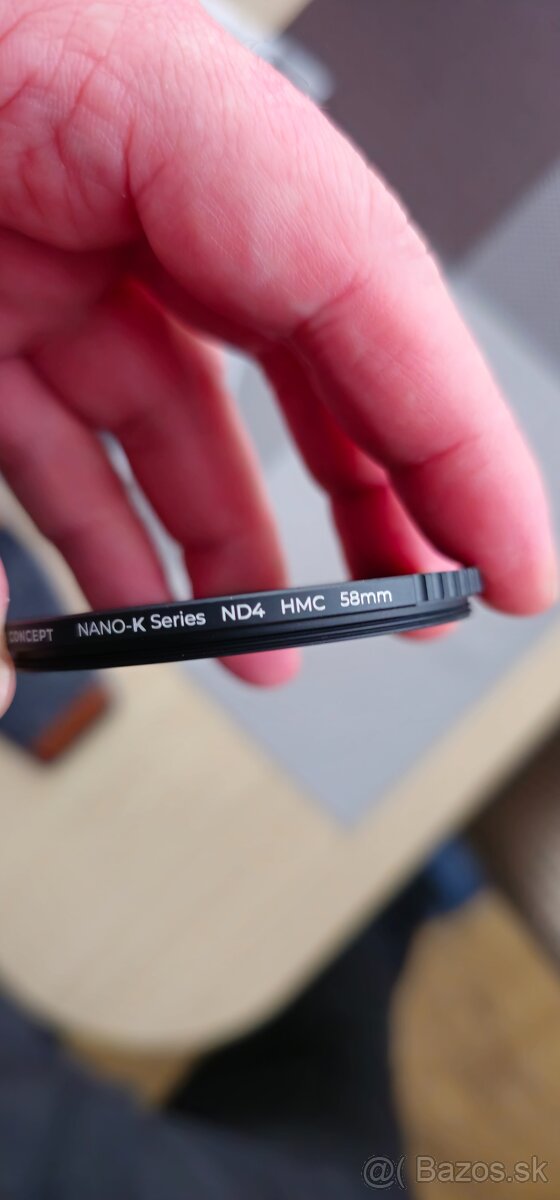 CONCEPT NANO-K Series ND4 HMC 58mm
@( Bazos.sk